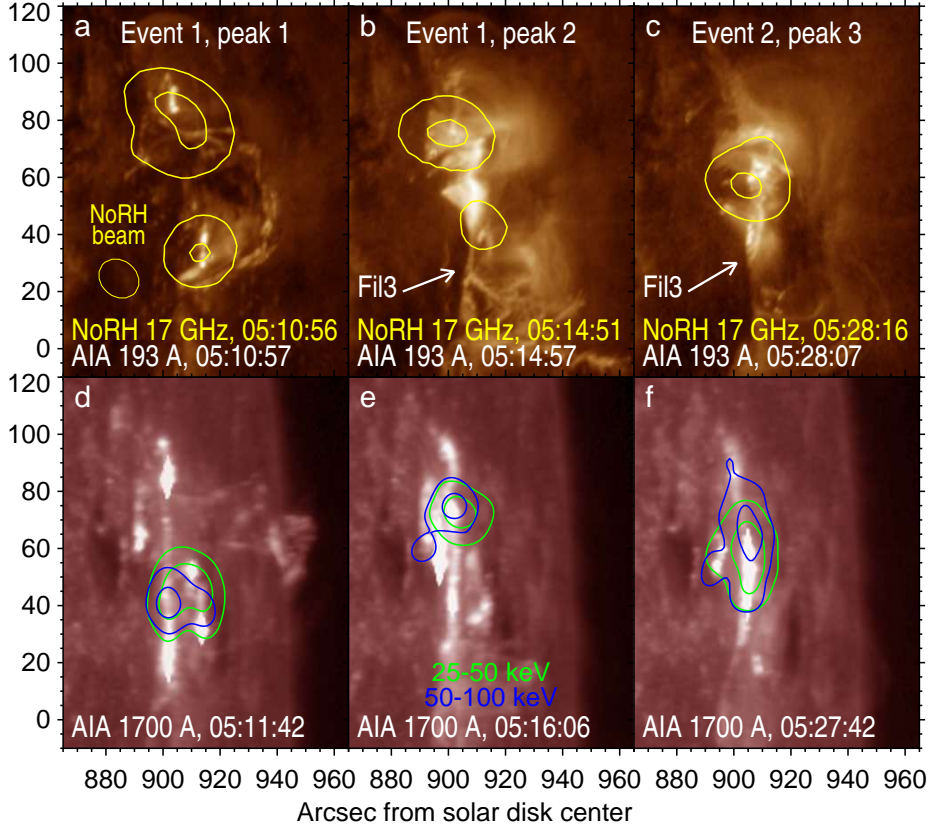 120
100
80
60
40
20
0
a
Event 1, peak 1
NoRH
beam
NoRH 17 GHz, 05:10:56
AIA 193 A, 05:10:57
b
Event 1, peak 2
Fil3
NoRH 17 GHz, 05:14:51
AIA 193 A, 05:14:57
c
Event 2, peak 3
Fil3
NoRH 17 GHz, 05:28:16
AIA 193 A, 05:28:07
120
100
80
60
40
20
0
d
AIA 1700 A, 05:11:42
e
25-50 keV
50-100 keV
AIA 1700 A, 05:16:06
f
AIA 1700 A, 05:27:42
880 900 920 940 960 880 900 920 940 960 880 900 920 940 960
Arcsec from solar disk center